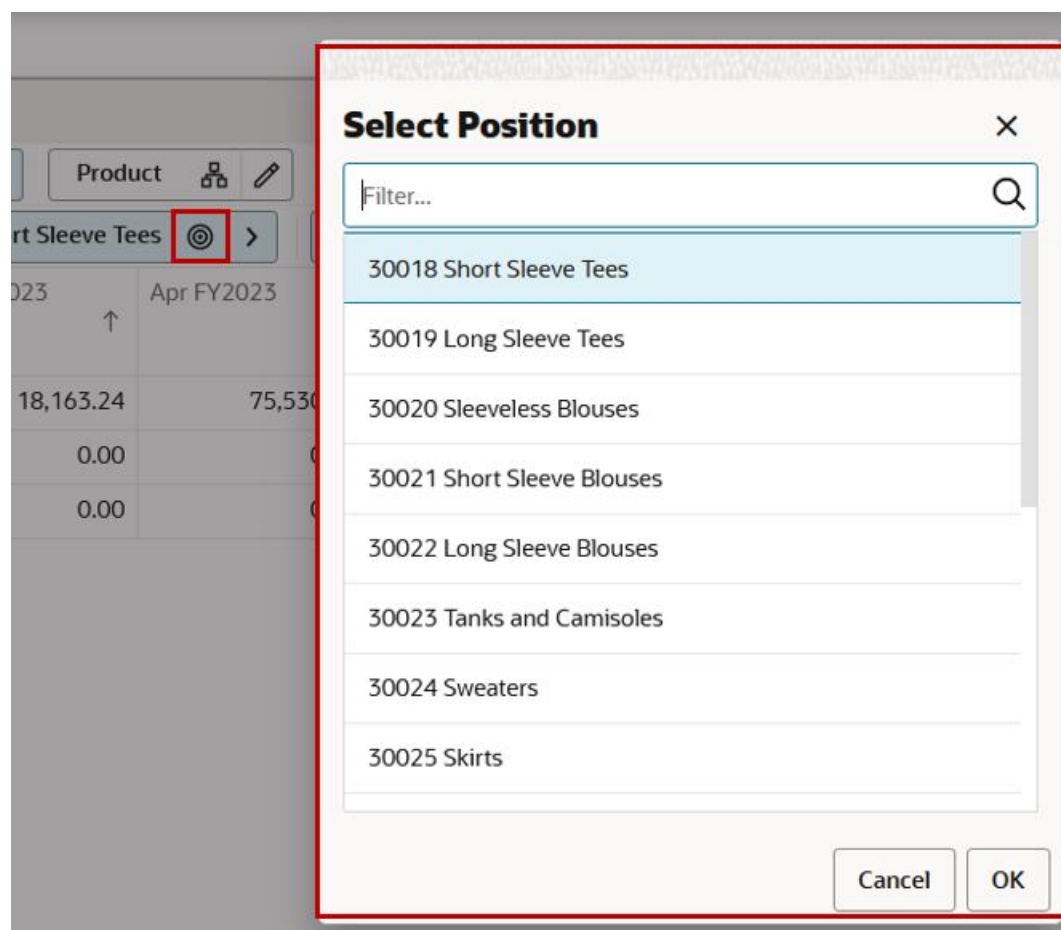 Select Position
Product
Filter...
rt Sleeve Tees
30018 Short Sleeve Tees
023
Apr FY2023
30019 Long Sleeve Tees
18,163.24
75,530
30020 Sleeveless Blouses
0.00
30021 Short Sleeve Blouses
0.00
30022 Long Sleeve Blouses
30023 Tanks and Camisoles
30024 Sweaters
30025 Skirts
Cancel
OK